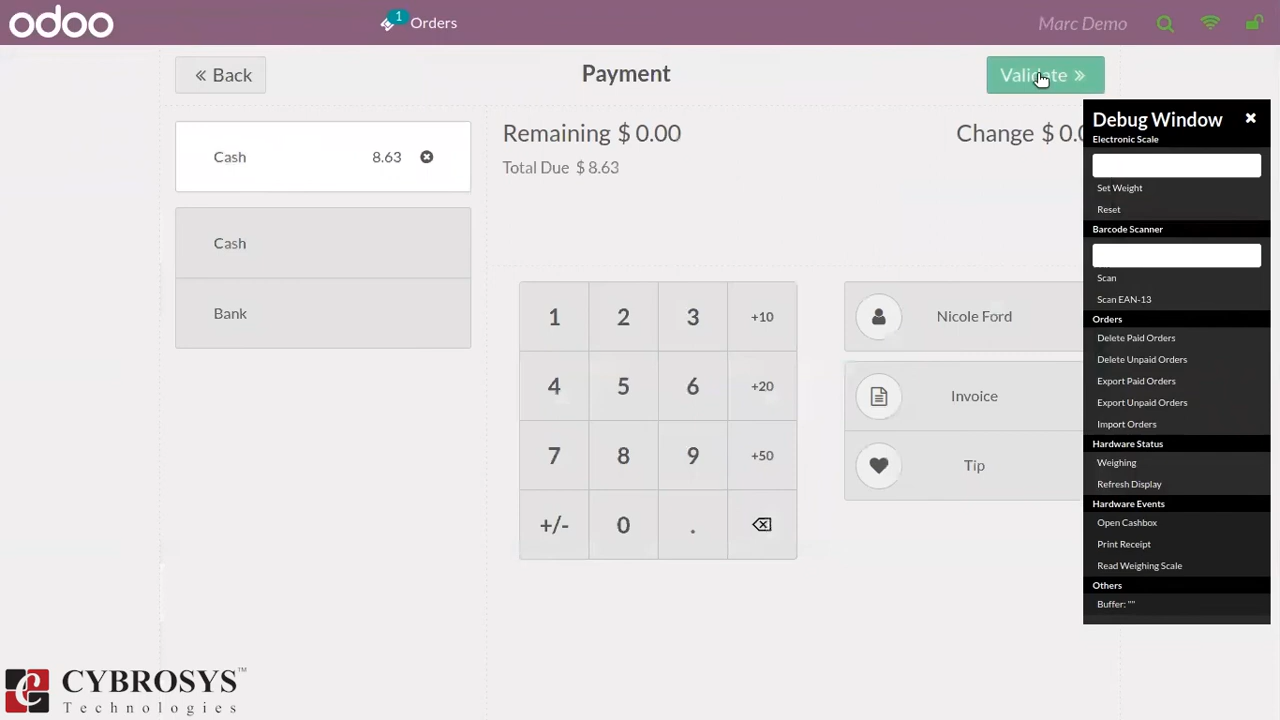 odoo
1
Orders
Marc Demo
Back
Payment
Validate
Cash 8.63
Cash
Bank
Remaining $ 0.00
Change $ 0.0
Total Due $ 8.63
1 2 3 +10
4 5 6 +20
7 8 9 +50
+/- 0 .
Nicole Ford
Invoice
Tip
Debug Window
Electronic Scale
Set Weight
Reset
Barcode Scanner
Scan
Scan EAN-13
Orders
Delete Paid Orders
Delete Unpaid Orders
Export Paid Orders
Export Unpaid Orders
Import Orders
Hardware Status
Weighing
Refresh Display
Hardware Events
Open Cashbox
Print Receipt
Read Weighing Scale
Others
Buffer: ""
CYBROSYS™
Technologies